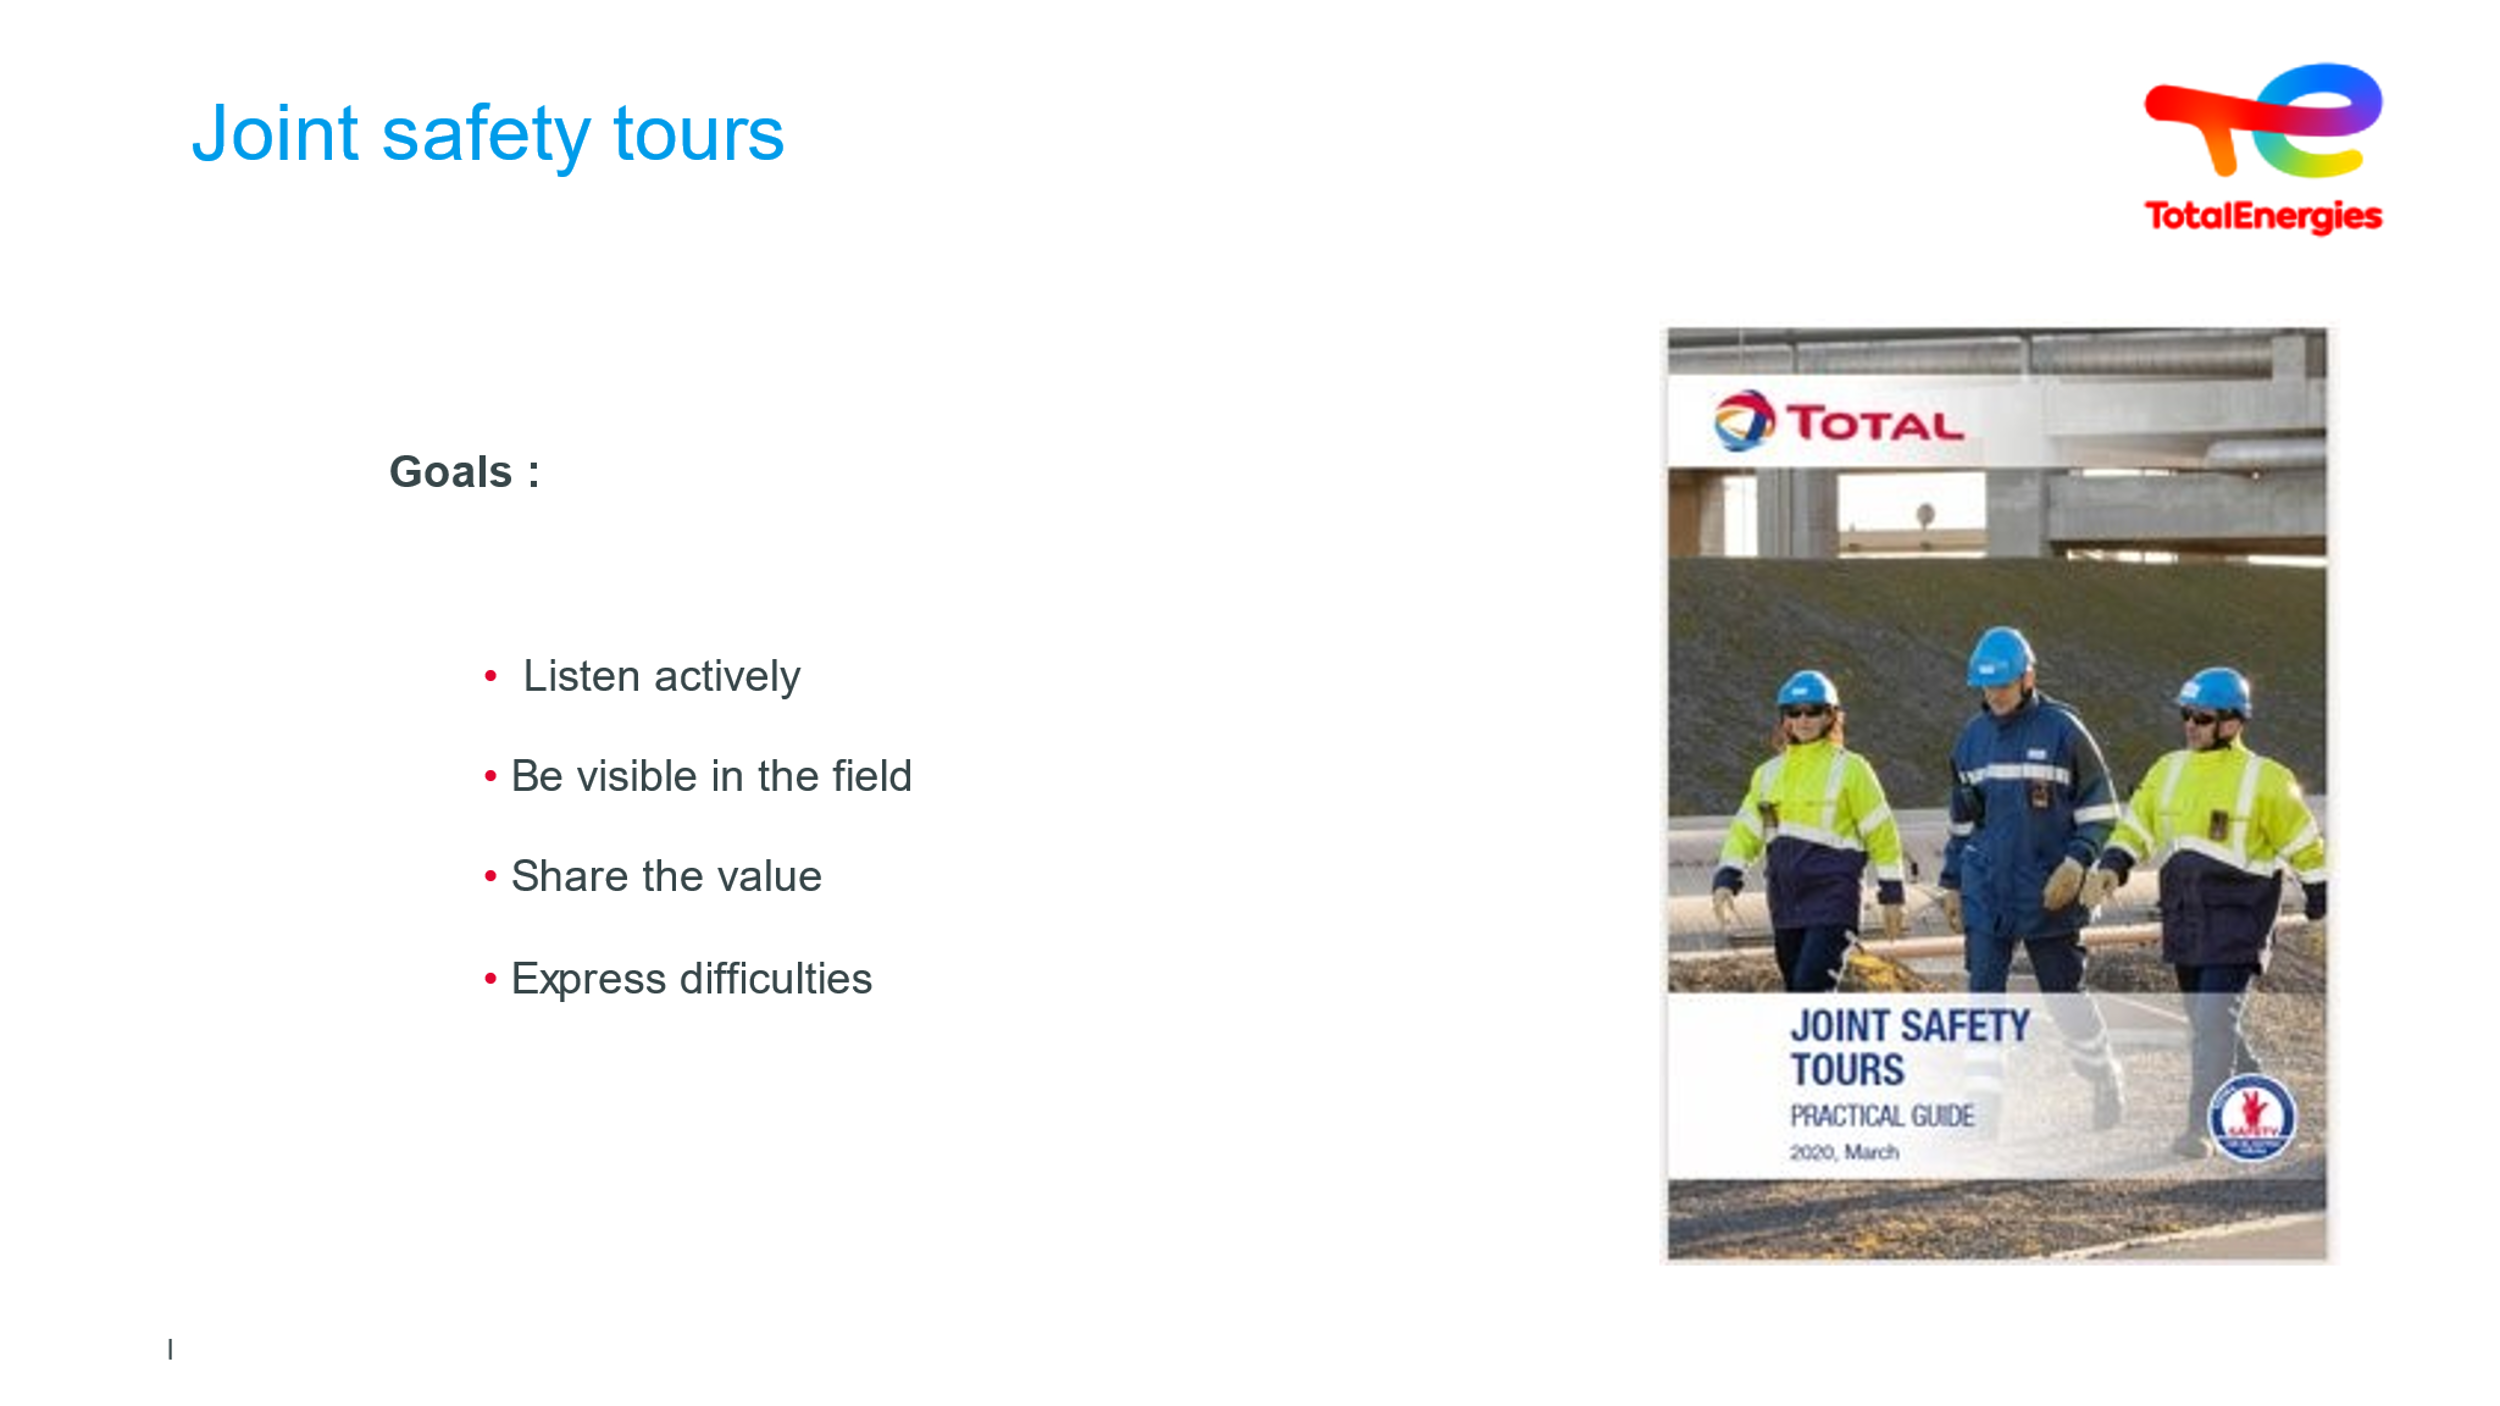 Joint safety tours
TotalEnergies
Goals :
• Listen actively
• Be visible in the field
• Share the value
• Express difficulties
TOTAL
JOINT SAFETY
TOURS
PRACTICAL GUIDE
2020, March
SAFETY
|